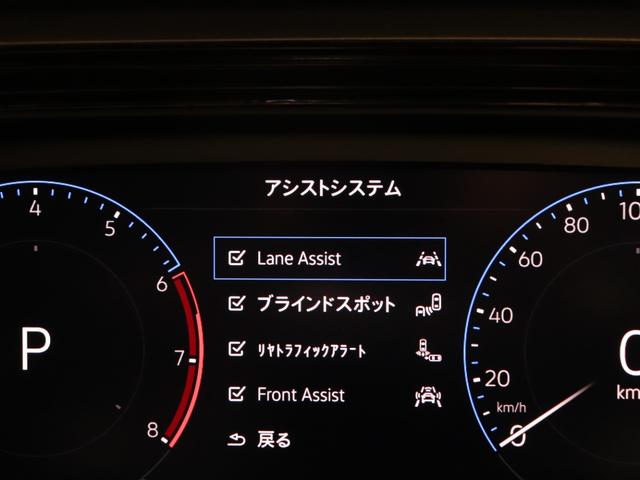 アシストシステム
Lane Assist
ブラインドスポット
ﾘﾔﾄﾗﾌｨｯｸｱﾗｰﾄ
Front Assist
戻る
4
5
6
7
8
P
0
20
40
60
80
km/h